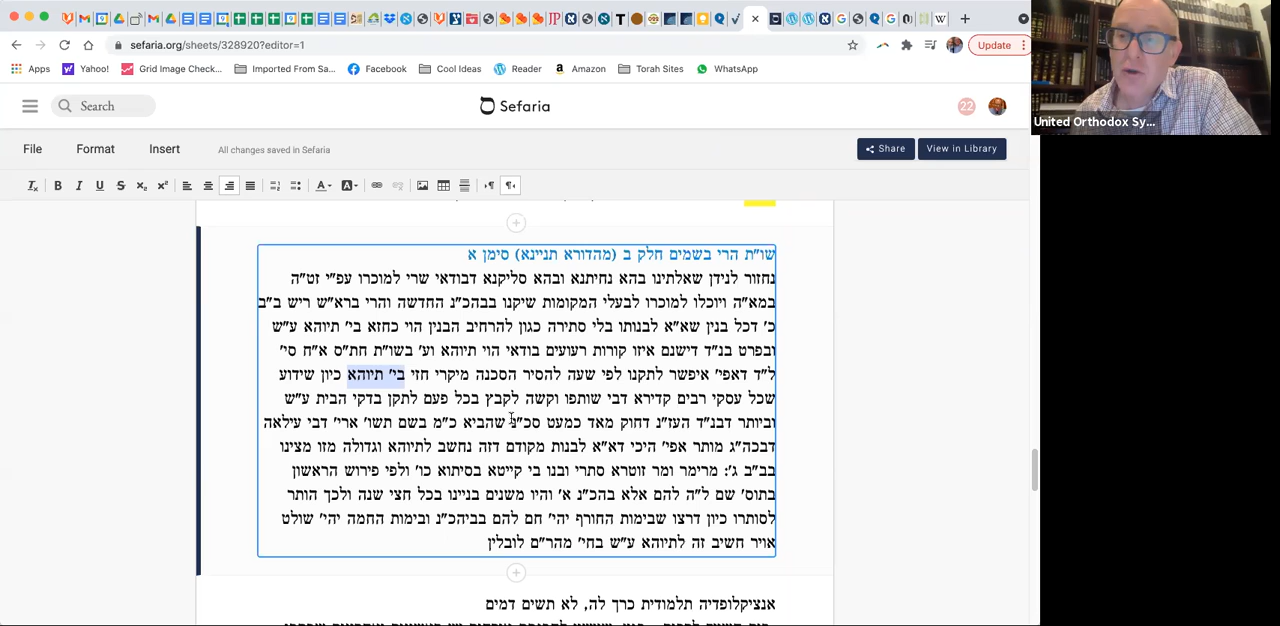 sefaria.org/sheets/328920?editor=1
Update
Apps
Yahoo!
Grid Image Check...
Imported From Sa...
Facebook
Cool Ideas
Reader
Amazon
Torah Sites
WhatsApp
Search
Sefaria
22
United Orthodox Sy...
File
Format
Insert
All changes saved in Sefaria
Share
View in Library
שו"ת הרי בשמים חלק ב (מהדורא תניינא) סימן א
נחזור לנידן שאלתינו בהא נחיתנא ובהא סליקנא דבודאי שרי למוכרו עפ"י זט"ה
במא"ה ויוכלו למוכרו לבעלי המקומות שיקנו בבהכ"נ החדשה והרי ברא"ש ריש ב"ב
כ' דכל בנין שא"א לבנותו בלי סתירה כגון להרחיב הבנין הוי כחזא בי' תיוהא ע"ש
ובפרט בנ"ד דישנם איזו קורות רעועים בודאי הוי תיוהא וע' בשו"ת חת"ס א"ח סי'
ל"ד דאפי' איפשר לתקנו לפי שעה להסיר הסכנה מיקרי חזי בי' תיוהא כיון שידוע
שכל עסקי רבים קדירא דבי שותפו וקשה לקבץ בכל פעם לתקן בדקי הבית ע"ש
וביותר דבנ"ד העז"נ דחוק מאד כמעט סכ"נ שהביא כ"מ בשם תשו' ארי' דבי עילאה
דבכה"ג מותר אפי' היכי דא"א לבנות מקודם דזה נחשב לתיוהא וגדולה מזו מצינו
בב"ב ג': מרימר ומר זוטרא סתרי ובנו בי קייטא בסיתוא כו' ולפי פירוש הראשון
בתוס' שם ל"ה להם אלא בהכ"נ א' והיו משנים בניינו בכל חצי שנה ולכך הותר
לסותרו כיון דרצו שבימות החורף יהי' חם להם בביהכ"נ ובימות החמה יהי' שולט
אויר חשיב זה לתיוהא ע"ש בחי' מהר"ם לובלין
אנציקלופדיה תלמודית כרך לה, לא תשים דמים